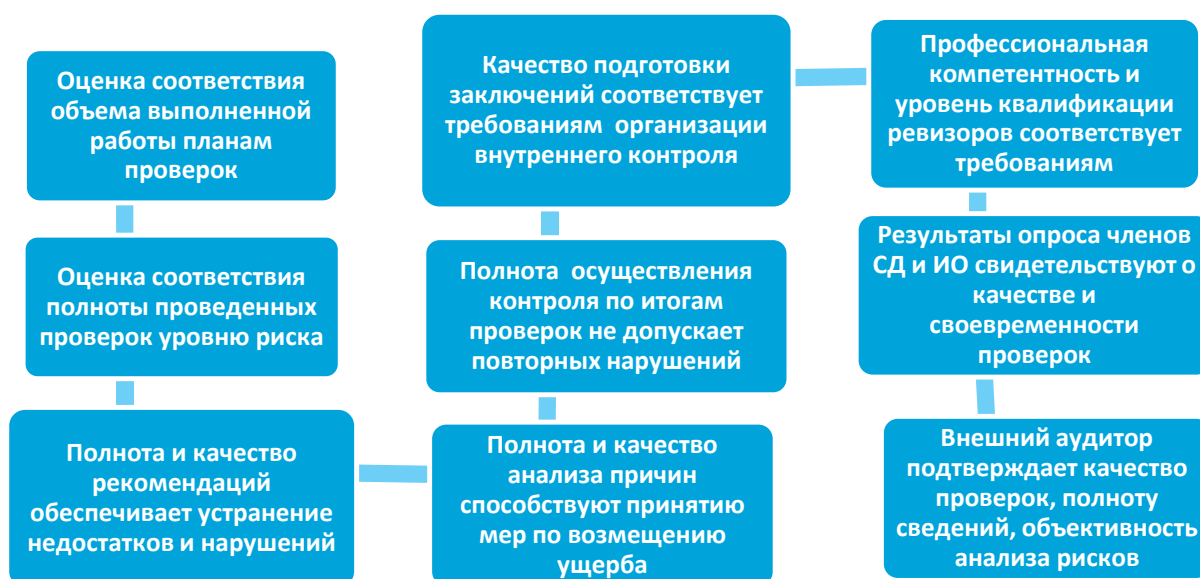 Оценка соответствия
объема выполненной
работы планам
проверок
Оценка соответствия
полноты проведенных
проверок уровню риска
Полнота и качество
рекомендаций
обеспечивает устранение
недостатков и нарушений
Полнота и качество
анализа причин
способствуют принятию
мер по возмещению
ущерба
Полнота осуществления
контроля по итогам
проверок не допускает
повторных нарушений
Качество подготовки
заключений соответствует
требованиям организации
внутреннего контроля
Профессиональная
компетентность и
уровень квалификации
ревизоров соответствует
требованиям
Результаты опроса членов
СД и ИО свидетельствуют о
качестве и
своевременности
проверок
Внешний аудитор
подтверждает качество
проверок, полноту
сведений, объективность
анализа рисков